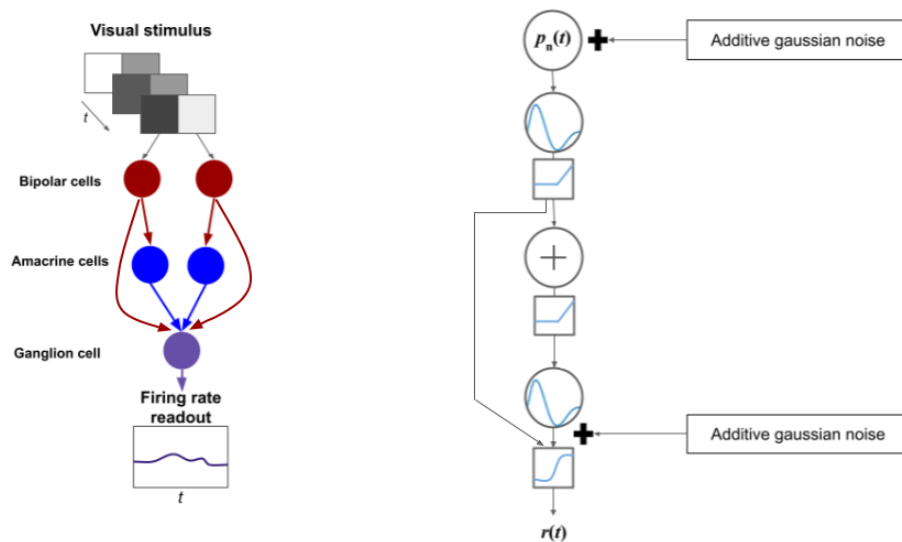 Visual stimulus
t
Bipolar cells
Amacrine cells
Ganglion cell
Firing rate
readout
t
pn(t)
Additive gaussian noise
Additive gaussian noise
r(t)